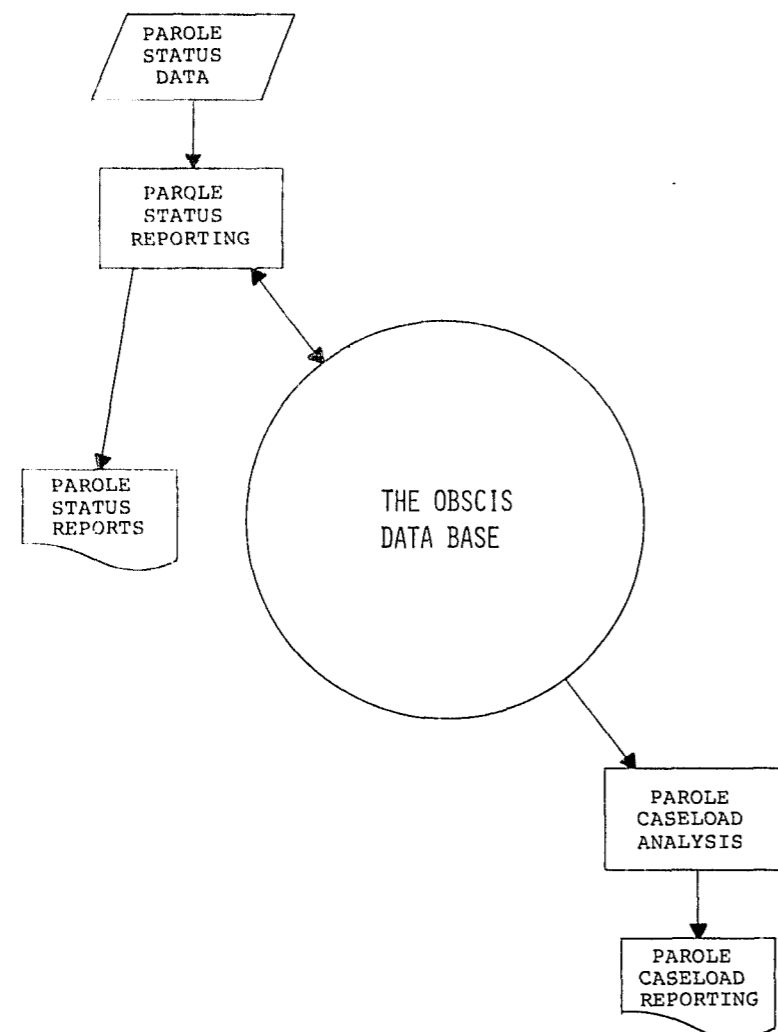 PAROLE
STATUS
DATA
PAROLE
STATUS
REPORTING
PAROLE
STATUS
REPORTS
THE OBSCIS
DATA BASE
PAROLE
CASELOAD
ANALYSIS
PAROLE
CASELOAD
REPORTING